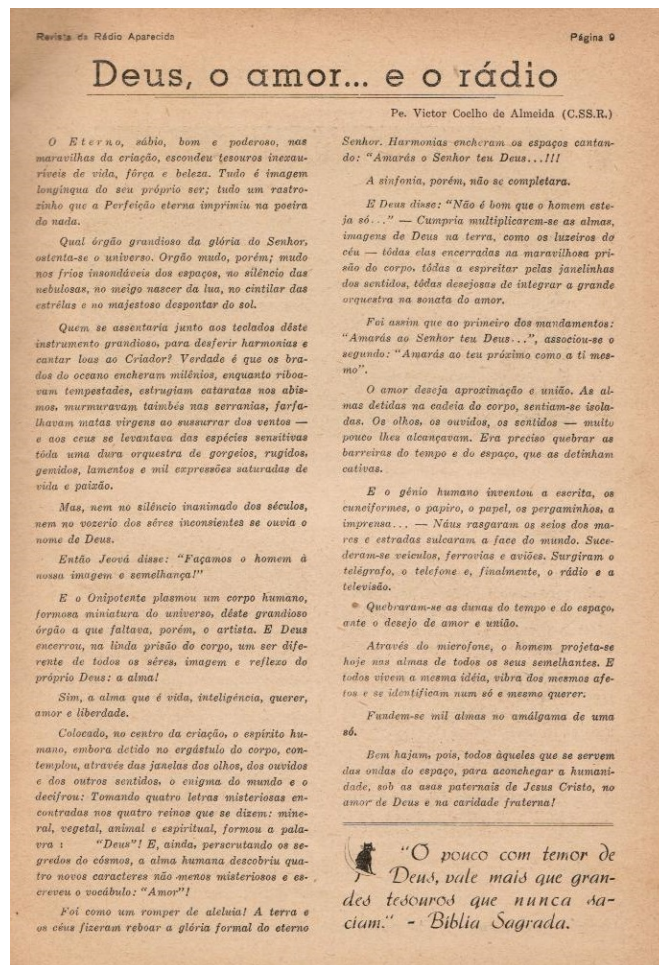 Revista da Rádio Aparecida
Página 9
Deus, o amor... e o rádio
Pe. Victor Coelho de Almeida (C.SS.R.)
O Eterno, sábio, bom e poderoso, nas
maravilhas da criação, escondeu tesouros inexau-
ríveis de vida, fôrça e beleza. Tudo é imagem
longínqua do seu próprio ser; tudo um rastro-
zinho que a Perfeição eterna imprimiu na poeira
do nada.
Qual órgão grandioso da glória do Senhor,
ostenta-se o universo. Orgão mudo, porém; mudo
nos frios insondáveis dos espaços, no silêncio das
nebulosas, no meigo nascer da lua, no cintilar das
estrêlas e no majestoso despontar do sol.
Quem se assentaria junto aos teclados dêste
instrumento grandioso, para desferir harmonias e
cantar loas ao Criador? Verdade é que os bra-
dos do oceano encheram milênios, enquanto riboa-
vam tempestades, estrugiam cataratas nos abis-
mos, murmuravam taimbés nas serranias, farfa-
lhavam matas virgens ao sussurrar dos ventos —
e aos ceus se levantava das espécies sensitivas
tôda uma dura orquestra de gorgeios, rugidos,
gemidos, lamentos e mil expressões saturadas de
vida e paixão.
Mas, nem no silêncio inanimado dos séculos,
nem no vozerio dos sêres inconsientes se ouvia o
nome de Deus.
Então Jeová disse: "Façamos o homem à
nossa imagem e semelhança!"
E o Onipotente plasmou um corpo humano,
formosa miniatura do universo, dêste grandioso
órgão a que faltava, porém, o artista. E Deus
encerrou, na linda prisão do corpo, um ser dife-
rente de todos os sêres, imagem e reflexo do
próprio Deus: a alma!
Sim, a alma que é vida, inteligência, querer,
amor e liberdade.
Colocado, no centro da criação, o espírito hu-
mano, embora detido no ergástulo do corpo, con-
templou, através das janelas dos olhos, dos ouvidos
e dos outros sentidos, o enigma do mundo e o
decifrou: Tomando quatro letras misteriosas en-
contradas nos quatro reinos que se dizem: mine-
ral, vegetal, animal e espiritual, formou a pala-
vra : "Deus"! E, ainda, perscrutando os se-
gredos do cósmos, a alma humana descobriu qua-
tro novos caracteres não menos misteriosos e es-
creveu o vocábulo: "Amor"!
Foi como um romper de aleluia! A terra e
os céus fizeram reboar a glória formal do eterno
Senhor. Harmonias encheram os espaços cantan-
do: "Amarás o Senhor teu Deus...!!!
A sinfonia, porém, não se completara.
E Deus disse: "Não é bom que o homem este-
ja só..." — Cumpria multiplicarem-se as almas,
imagens de Deus na terra, como os luzeiros do
céu — tôdas elas encerradas na maravilhosa pri-
são do corpo, tôdas a espreitar pelas janelinhas
dos sentidos, tôdas desejosas de integrar a grande
orquestra na sonata do amor.
Foi assim que ao primeiro dos mandamentos:
"Amarás ao Senhor teu Deus...", associou-se o
segundo: "Amarás ao teu próximo como a ti mes-
mo".
O amor deseja aproximação e união. As al-
mas detidas na cadeia do corpo, sentiam-se isola-
das. Os olhos, os ouvidos, os sentidos — muito
pouco lhes alcançavam. Era preciso quebrar as
barreiras do tempo e do espaço, que as detinham
cativas.
E o gênio humano inventou a escrita, os
cuneiformes, o papiro, o papel, os pergaminhos, a
imprensa... — Náus rasgaram os seios dos ma-
res e estradas sulcaram a face do mundo. Suce-
deram-se veiculos, ferrovias e aviões. Surgiram o
telégrafo, o telefone e, finalmente, o rádio e a
televisão.
Quebraram-se as dunas do tempo e do espaço,
ante o desejo de amor e união.
Através do microfone, o homem projeta-se
hoje nas almas de todos os seus semelhantes. E
todos vivem a mesma idéia, vibra dos mesmos afe-
tos e se identificam num só e mesmo querer.
Fundem-se mil almas no amálgama de uma
só.
Bem hajam, pois, todos àqueles que se servem
das ondas do espaço, para aconchegar a humani-
dade, sob as asas paternais de Jesus Cristo, no
amor de Deus e na caridade fraterna!
"O pouco com temor de
Deus, vale mais que gran-
des tesouros que nunca sa-
ciam." - Bíblia Sagrada.